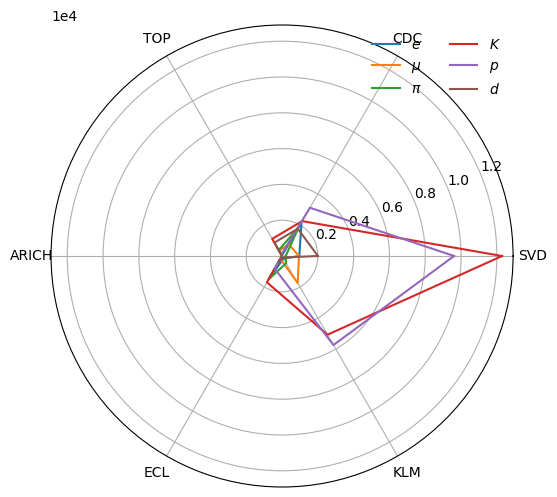 1e4
TOP
CDC
e K
μ p
π d
1.2
1.0
0.8
0.6
0.4
0.2
ARICH
SVD
ECL
KLM